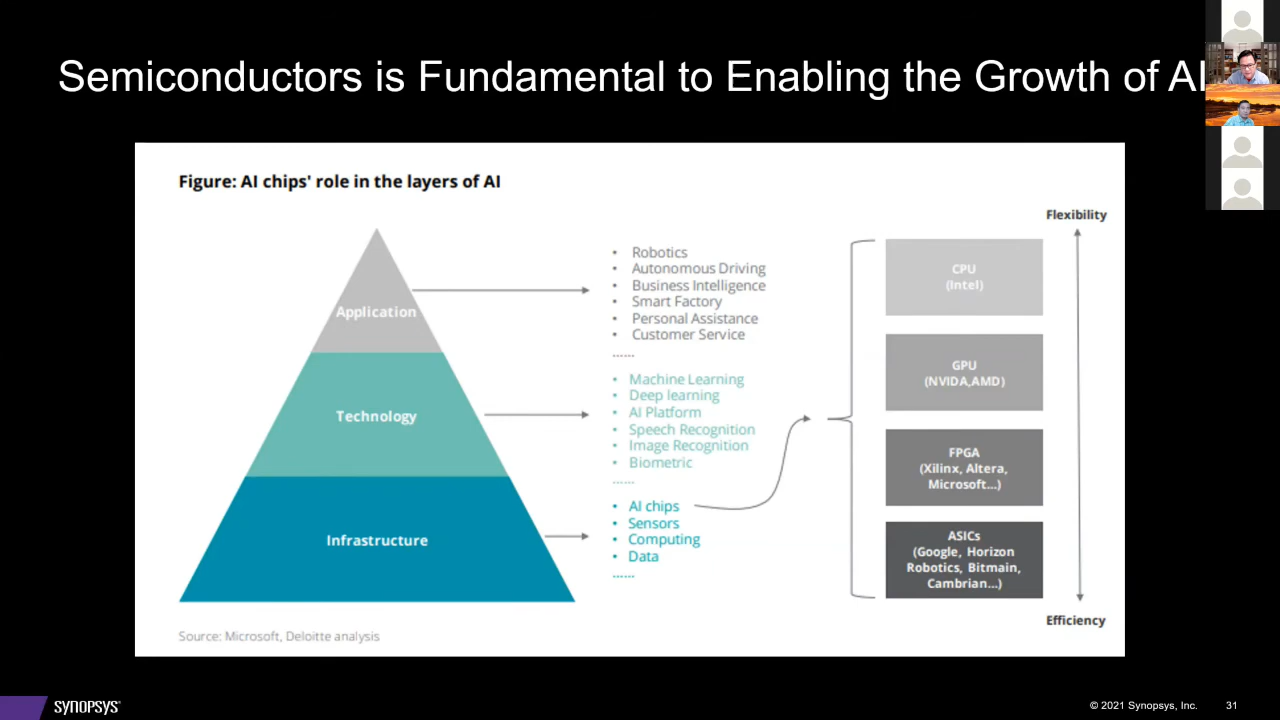 Semiconductors is Fundamental to Enabling the Growth of AI
Figure: AI chips' role in the layers of AI
Application
Technology
Infrastructure
• Robotics
• Autonomous Driving
• Business Intelligence
• Smart Factory
• Personal Assistance
• Customer Service
......
• Machine Learning
• Deep learning
• AI Platform
• Speech Recognition
• Image Recognition
• Biometric
......
• AI chips
• Sensors
• Computing
• Data
......
Flexibility
CPU
(Intel)
GPU
(NVIDA,AMD)
FPGA
(Xilinx, Altera,
Microsoft...)
ASICs
(Google, Horizon
Robotics, Bitmain,
Cambrian...)
Efficiency
Source: Microsoft, Deloitte analysis
SYNOPSYS®
© 2021 Synopsys, Inc.
31